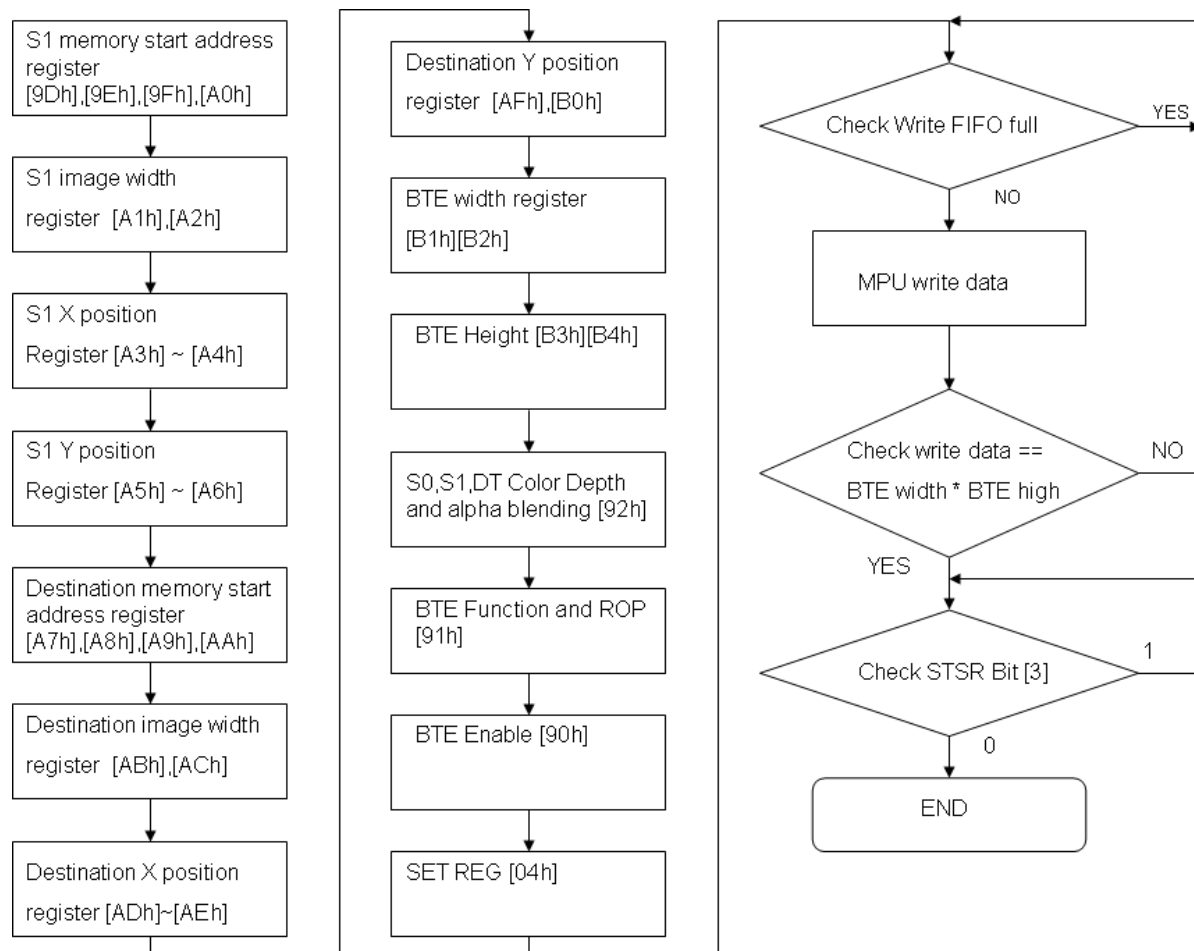 S1 memory start address
register
[9Dh],[9Eh],[9Fh],[A0h]
S1 image width
register [A1h],[A2h]
S1 X position
Register [A3h] ~ [A4h]
S1 Y position
Register [A5h] ~ [A6h]
Destination memory start
address register
[A7h],[A8h],[A9h],[AAh]
Destination image width
register [ABh],[ACh]
Destination X position
register [ADh]~[AEh]
Destination Y position
register [AFh],[B0h]
BTE width register
[B1h][B2h]
BTE Height [B3h][B4h]
S0,S1,DT Color Depth
and alpha blending [92h]
BTE Function and ROP
[91h]
BTE Enable [90h]
SET REG [04h]
Check Write FIFO full
YES
NO
MPU write data
Check write data ==
BTE width * BTE high
NO
YES
Check STSR Bit [3]
1
0
END